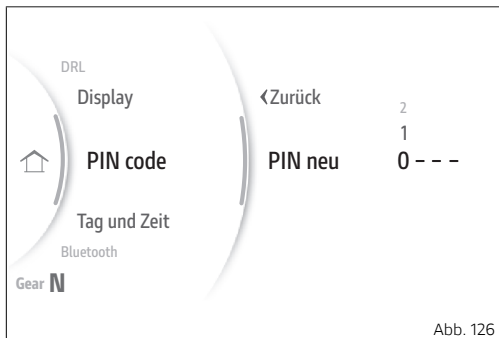 DRL
Display
PIN code
Tag und Zeit
Bluetooth
Gear N
‹Zurück
PIN neu
2
1
0 - - -
Abb. 126